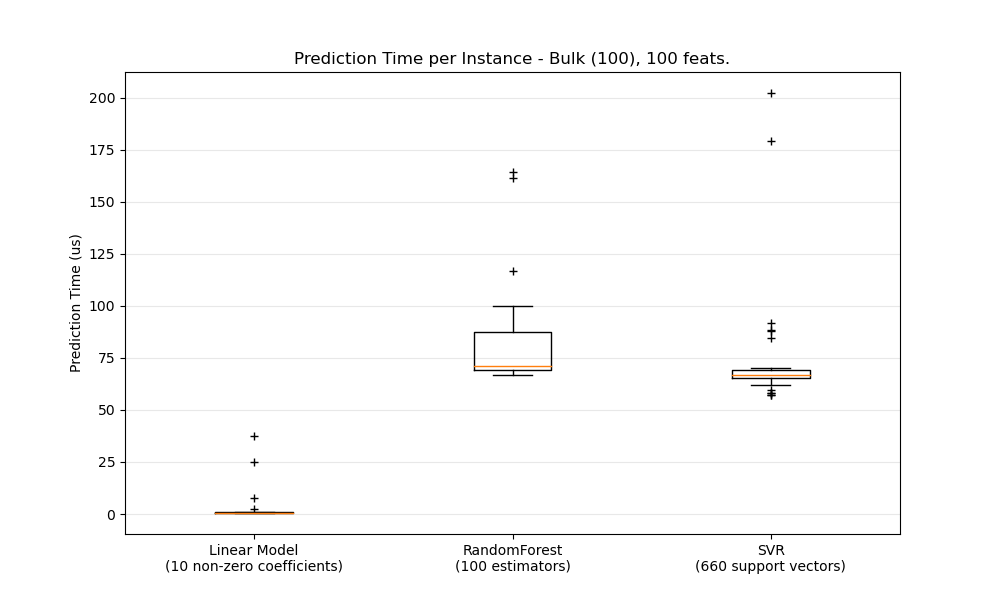 Prediction Time per Instance - Bulk (100), 100 feats.
Prediction Time (us)
200
175
150
125
100
75
50
25
0
Linear Model
(10 non-zero coefficients)
RandomForest
(100 estimators)
SVR
(660 support vectors)